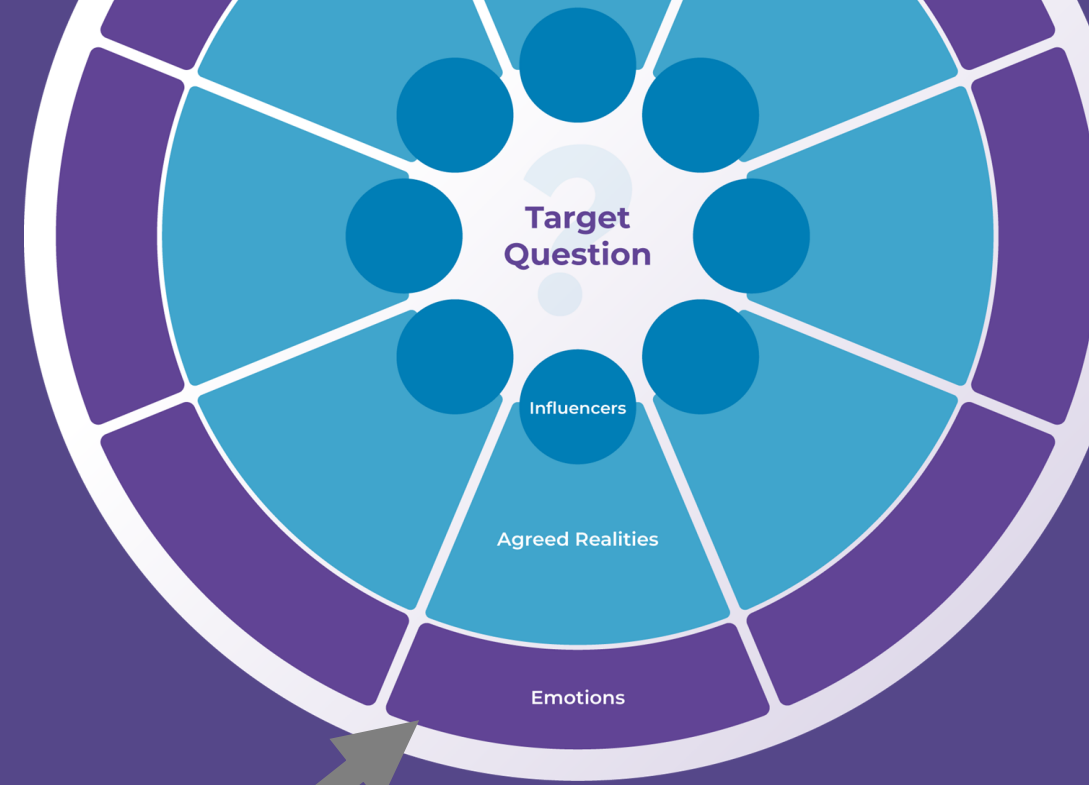 ?
Target
Question
Influencers
Agreed Realities
Emotions